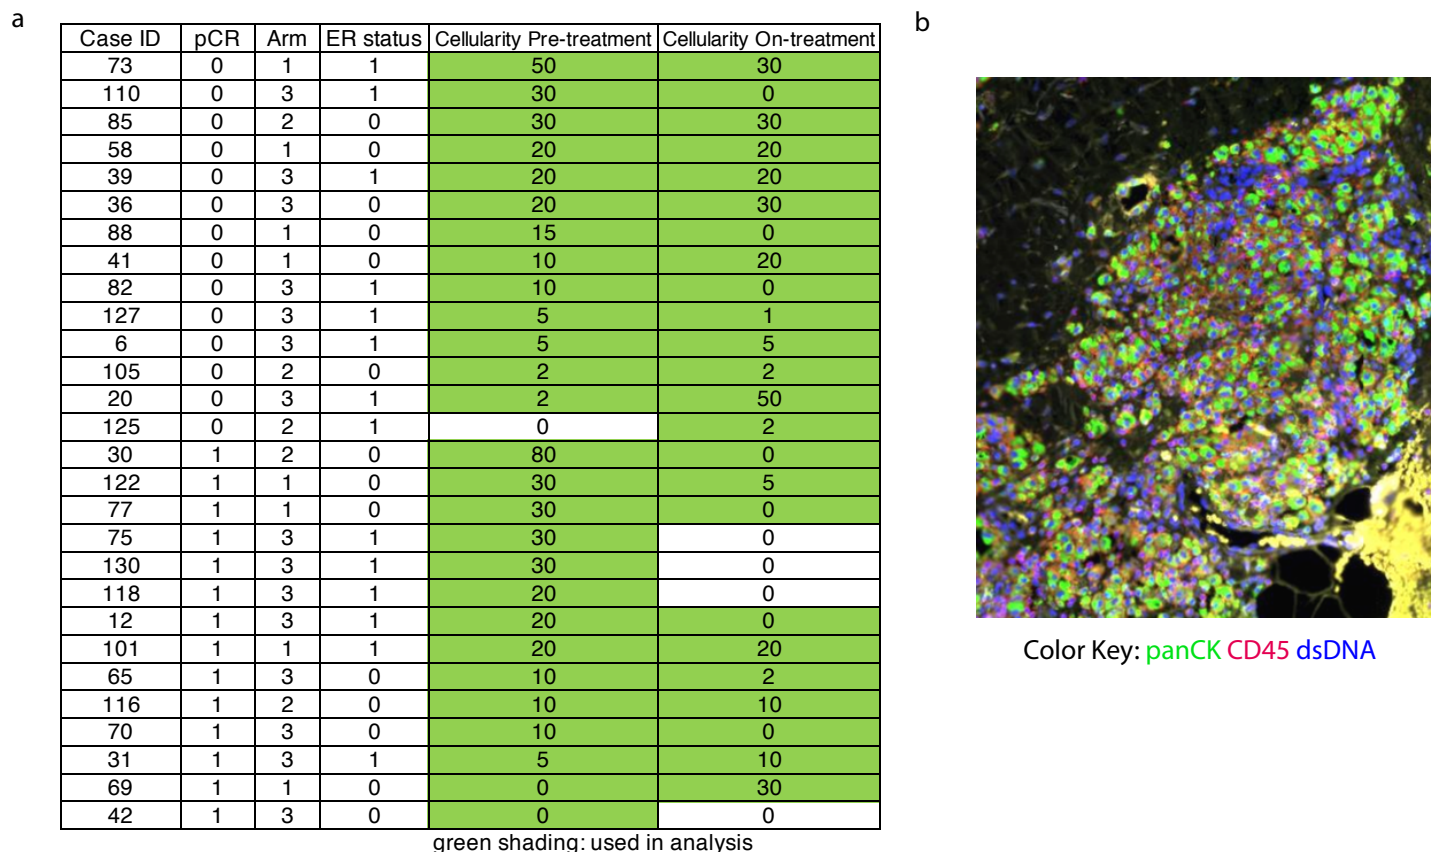 a
Case ID pCR Arm ER status Cellularity Pre-treatment Cellularity On-treatment
73 0 1 1 50 30
110 0 3 1 30 0
85 0 2 0 30 30
58 0 1 0 20 20
39 0 3 1 20 20
36 0 3 0 20 30
88 0 1 0 15 0
41 0 1 0 10 20
82 0 3 1 10 0
127 0 3 1 5 1
6 0 3 1 5 5
105 0 2 0 2 2
20 0 3 1 2 50
125 0 2 1 0 2
30 1 2 0 80 0
122 1 1 0 30 5
77 1 1 0 30 0
75 1 3 1 30 0
130 1 3 1 30 0
118 1 3 1 20 0
12 1 3 1 20 0
101 1 1 1 20 20
65 1 3 0 10 2
116 1 2 0 10 10
70 1 3 0 10 0
31 1 3 1 5 10
69 1 1 0 0 30
42 1 3 0 0 0
green shading: used in analysis
b
Color Key: panCK CD45 dsDNA